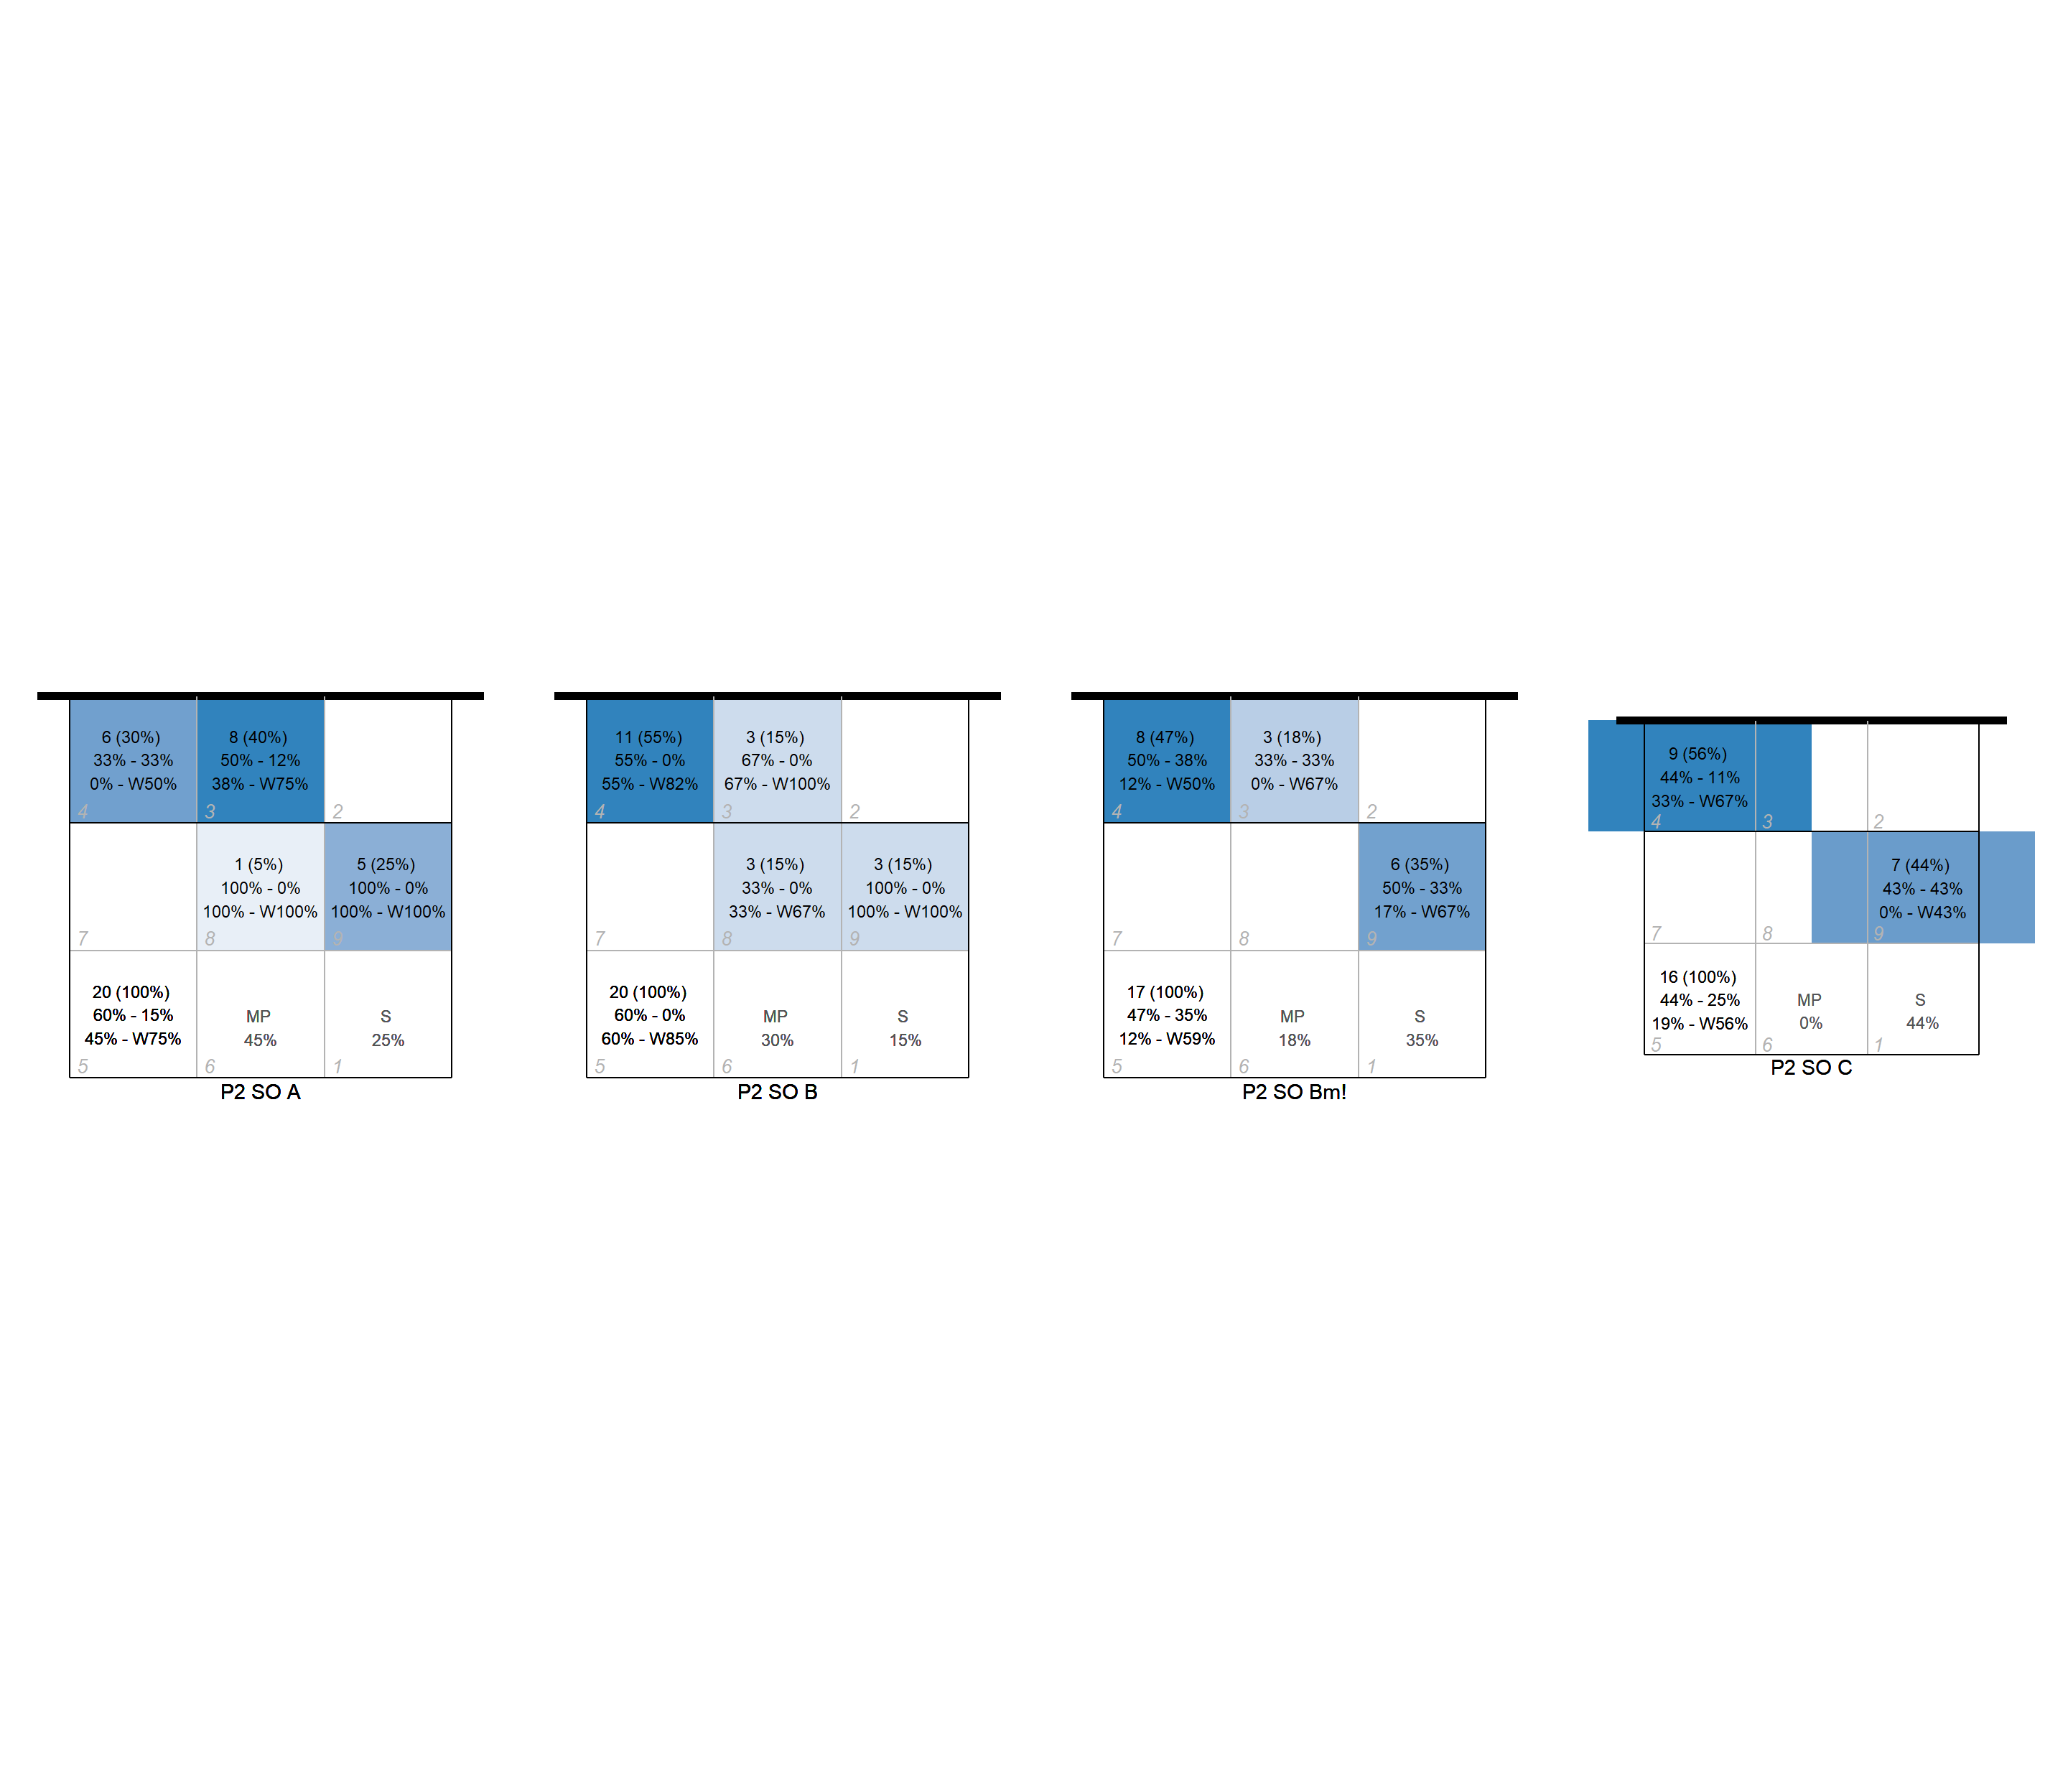 6 (30%)
33% - 33%
0% - W50%
4
8 (40%)
50% - 12%
38% - W75%
3
2
7
1 (5%)
100% - 0%
100% - W100%
8
5 (25%)
100% - 0%
100% - W100%
9
20 (100%)
60% - 15%
45% - W75%
5
MP
45%
6
S
25%
1
P2 SO A
11 (55%)
55% - 0%
55% - W82%
4
3 (15%)
67% - 0%
67% - W100%
3
2
7
3 (15%)
33% - 0%
33% - W67%
8
3 (15%)
100% - 0%
100% - W100%
9
20 (100%)
60% - 0%
60% - W85%
5
MP
30%
6
S
15%
1
P2 SO B
8 (47%)
50% - 38%
12% - W50%
4
3 (18%)
33% - 33%
0% - W67%
3
2
7
8
6 (35%)
50% - 33%
17% - W67%
9
17 (100%)
47% - 35%
12% - W59%
5
MP
18%
6
S
35%
1
P2 SO Bm!
9 (56%)
44% - 11%
33% - W67%
4
3
2
7
8
7 (44%)
43% - 43%
0% - W43%
9
16 (100%)
44% - 25%
19% - W56%
5
MP
0%
6
S
44%
1
P2 SO C